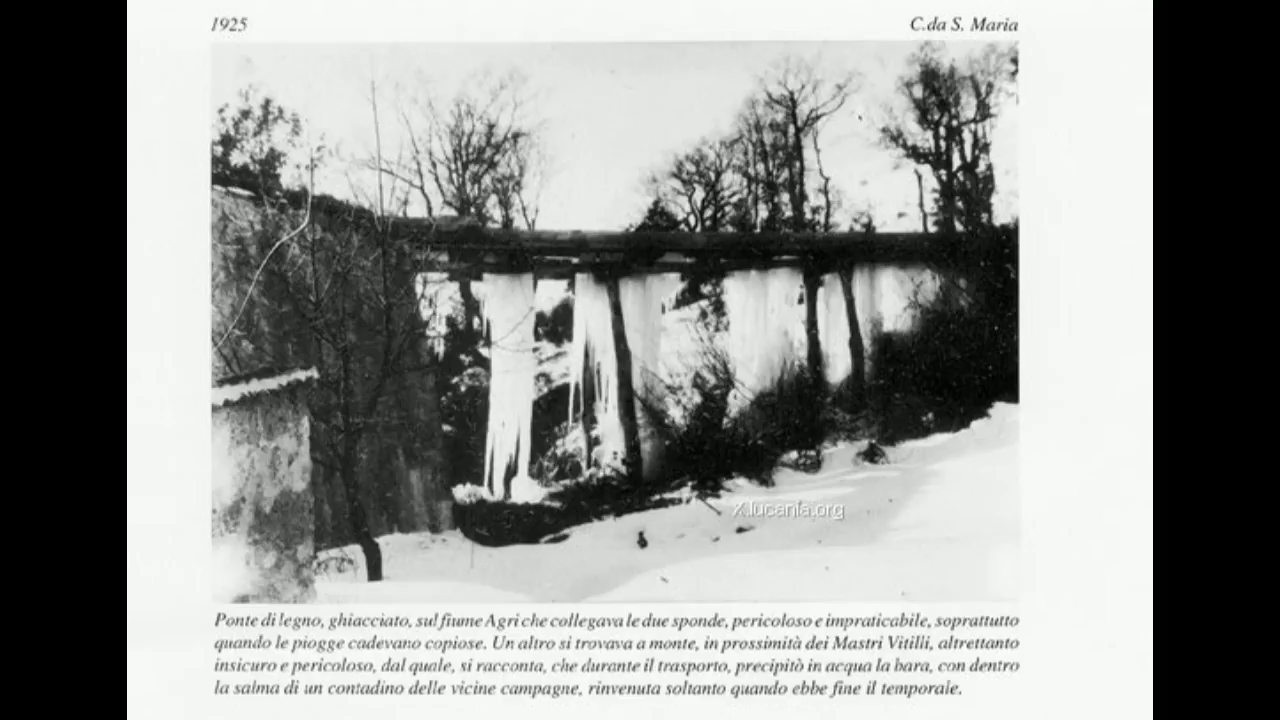 1925
C.da S. Maria
x.lucania.org
Ponte di legno, ghiacciato, sul fiume Agri che collegava le due sponde, pericoloso e impraticabile, soprattutto
quando le piogge cadevano copiose. Un altro si trovava a monte, in prossimità dei Mastri Vitilli, altrettanto
insicuro e pericoloso, dal quale, si racconta, che durante il trasporto, precipitò in acqua la bara, con dentro
la salma di un contadino delle vicine campagne, rinvenuta soltanto quando ebbe fine il temporale.